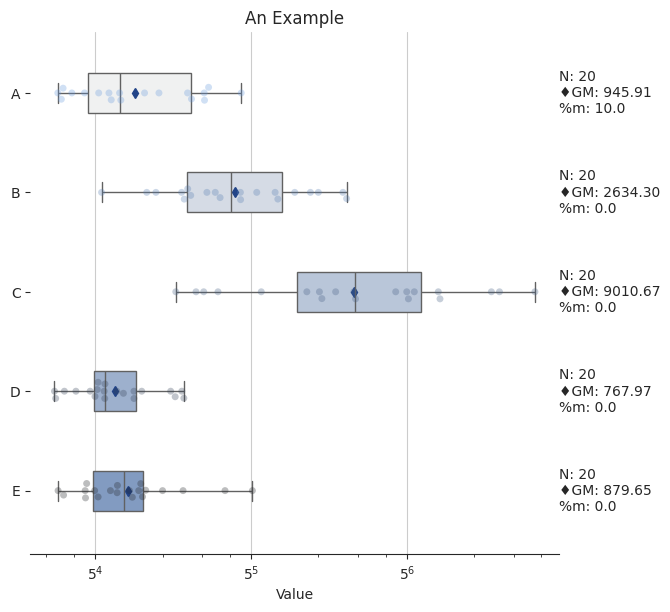 An Example
A
N: 20
♦GM: 945.91
%m: 10.0
B
N: 20
♦GM: 2634.30
%m: 0.0
C
N: 20
♦GM: 9010.67
%m: 0.0
D
N: 20
♦GM: 767.97
%m: 0.0
E
N: 20
♦GM: 879.65
%m: 0.0
5⁴ 5⁵ 5⁶
Value